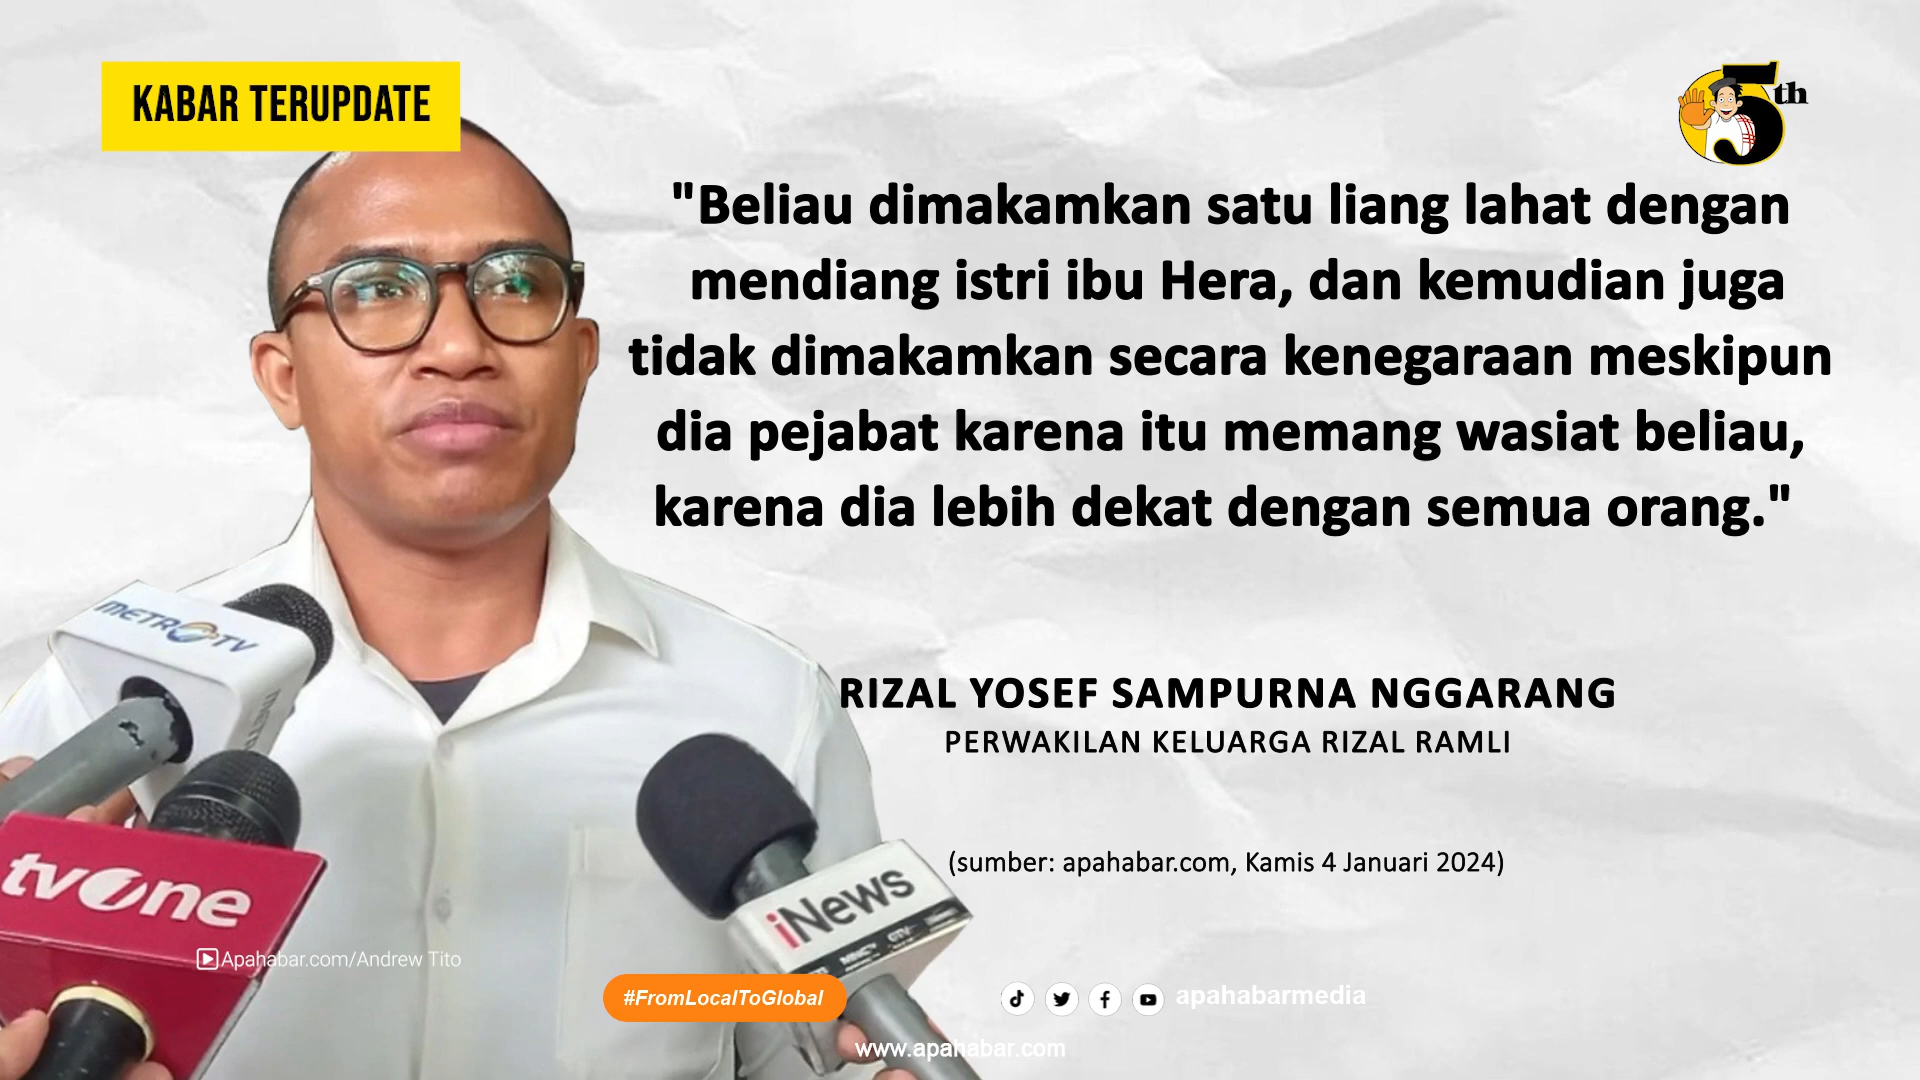 KABAR TERUPDATE
5th
"Beliau dimakamkan satu liang lahat dengan
mendiang istri ibu Hera, dan kemudian juga
tidak dimakamkan secara kenegaraan meskipun
dia pejabat karena itu memang wasiat beliau,
karena dia lebih dekat dengan semua orang."
RIZAL YOSEF SAMPURNA NGGARANG
PERWAKILAN KELUARGA RIZAL RAMLI
(sumber: apahabar.com, Kamis 4 Januari 2024)
METRO TV
tvOne
iNews
Apahabar.com/Andrew Tito
#FromLocalToGlobal
apahabarmedia
www.apahabar.com